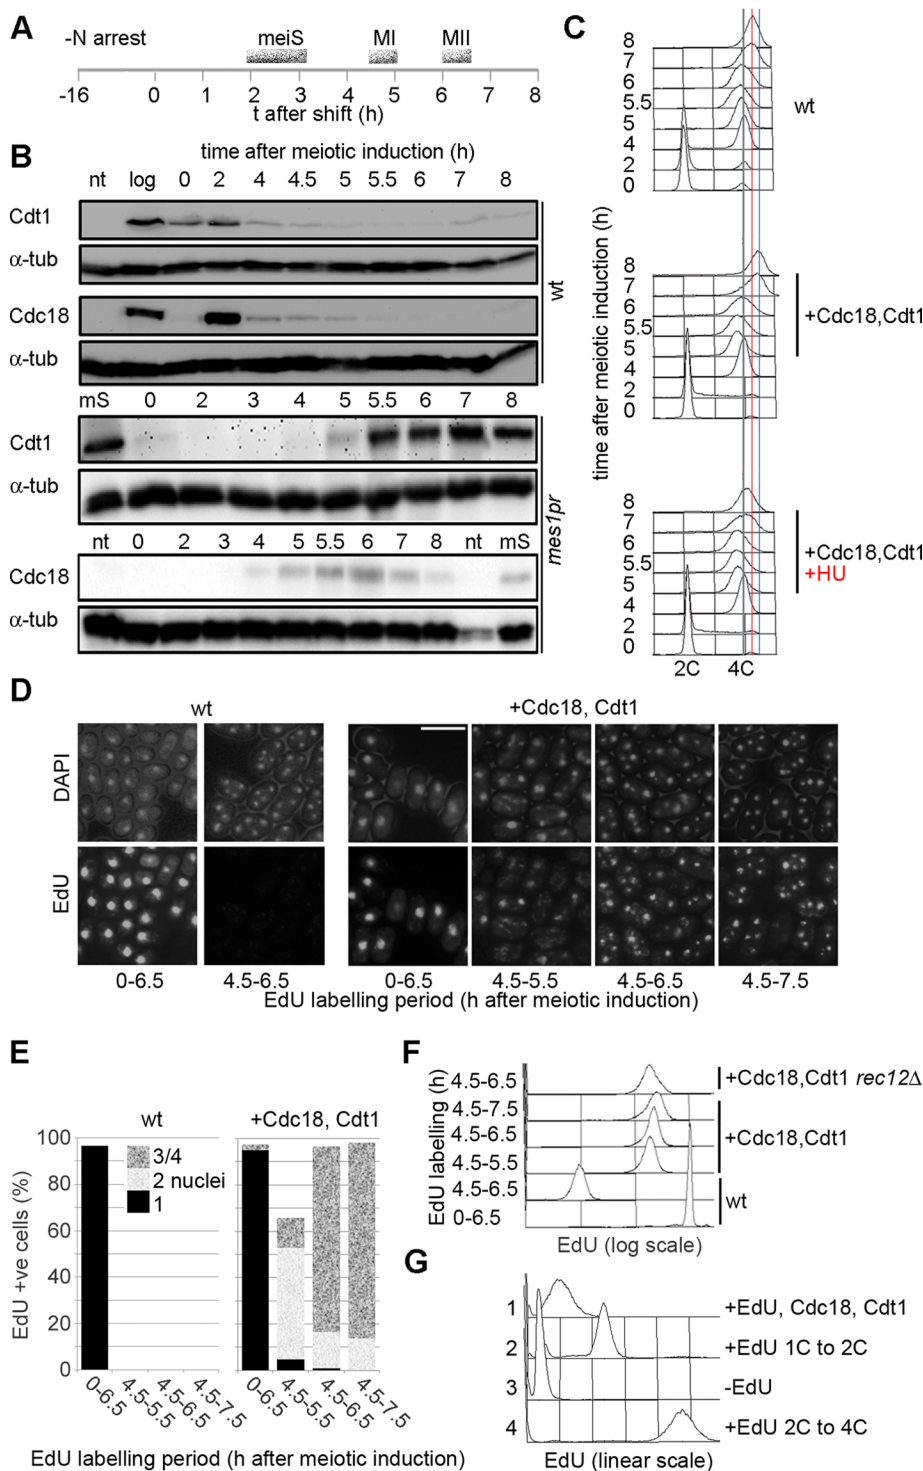 A
-N arrest meiS MI MII
-16 0 1 2 3 4 5 6 7 8
t after shift (h)
B
time after meiotic induction (h)
nt log 0 2 4 4.5 5 5.5 6 7 8
Cdt1
α-tub
Cdc18
α-tub
wt
mS 0 2 3 4 5 5.5 6 7 8
Cdt1
α-tub
nt 0 2 3 4 5 5.5 6 7 8 nt mS
Cdc18
α-tub
mes1pr
C
time after meiotic induction (h)
8
7
6
5.5
5
4
2
0
wt
8
7
6
5.5
5
4
2
0
+Cdc18,Cdt1
8
7
6
5.5
5
4
2
0
+Cdc18,Cdt1
+HU
2C 4C
D
wt +Cdc18, Cdt1
DAPI
EdU
0-6.5 4.5-6.5 0-6.5 4.5-5.5 4.5-6.5 4.5-7.5
EdU labelling period (h after meiotic induction)
E
wt +Cdc18, Cdt1
EdU +ve cells (%)
100
80
60
40
20
0
3/4
2 nuclei
1
0-6.5 4.5-5.5 4.5-6.5 4.5-7.5 0-6.5 4.5-5.5 4.5-6.5 4.5-7.5
EdU labelling period (h after meiotic induction)
F
EdU labelling (h)
4.5-6.5 +Cdc18,Cdt1 rec12Δ
4.5-7.5
4.5-6.5 +Cdc18,Cdt1
4.5-5.5
4.5-6.5 wt
0-6.5
EdU (log scale)
G
1 +EdU, Cdc18, Cdt1
2 +EdU 1C to 2C
3 -EdU
4 +EdU 2C to 4C
EdU (linear scale)